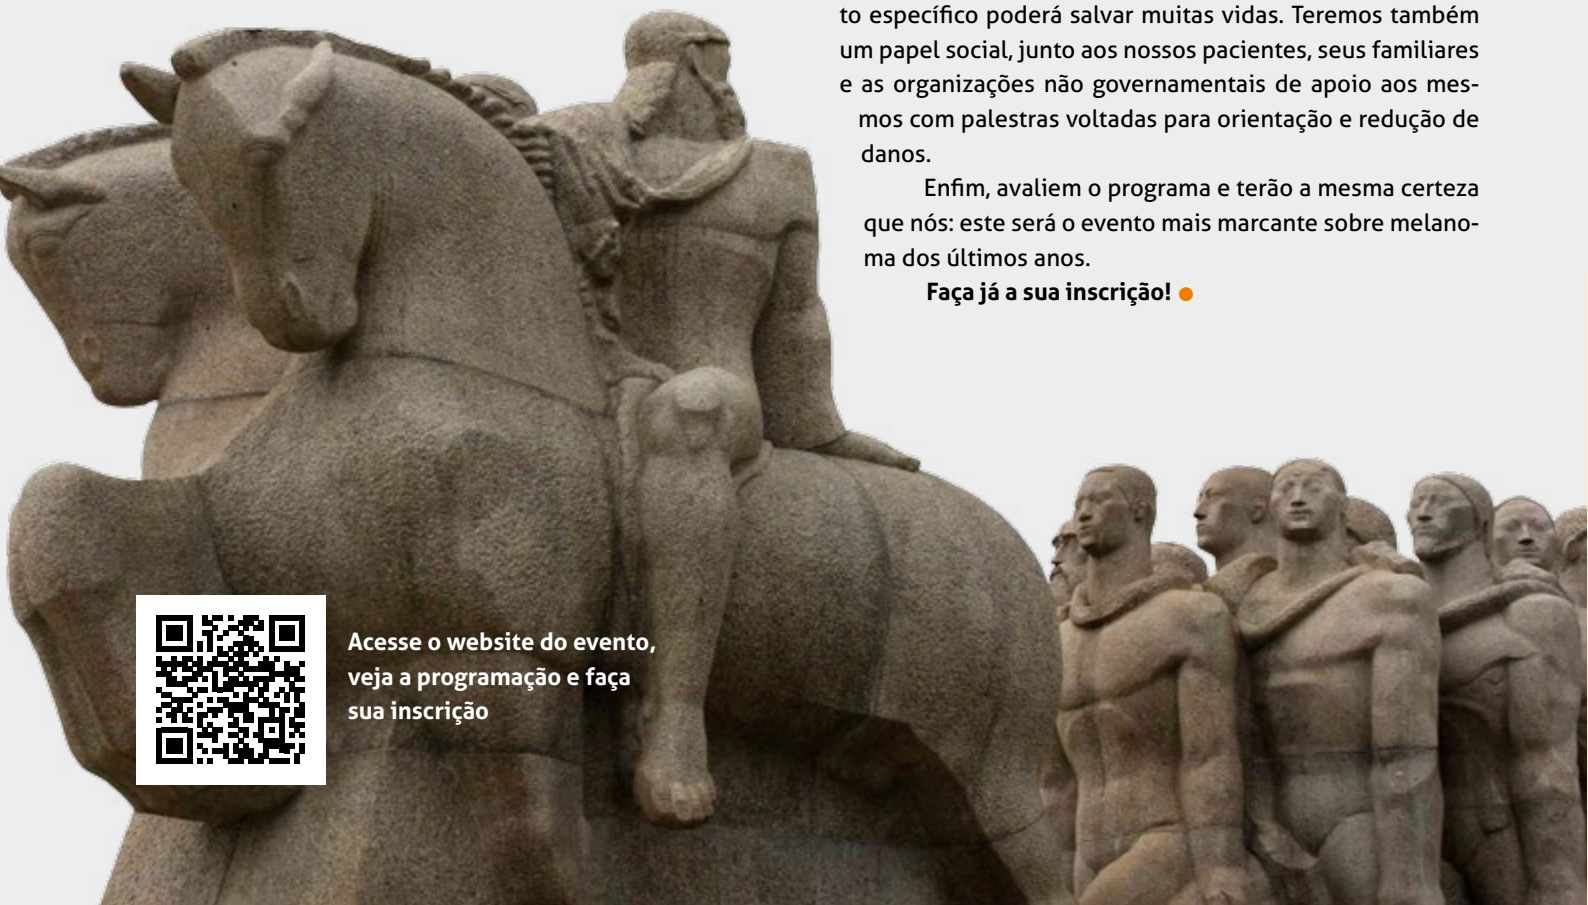 to específico poderá salvar muitas vidas. Teremos também
um papel social, junto aos nossos pacientes, seus familiares
e as organizações não governamentais de apoio aos mes-
mos com palestras voltadas para orientação e redução de
danos.
Enfim, avaliem o programa e terão a mesma certeza
que nós: este será o evento mais marcante sobre melano-
ma dos últimos anos.
Faça já a sua inscrição!
Acesse o website do evento,
veja a programação e faça
sua inscrição